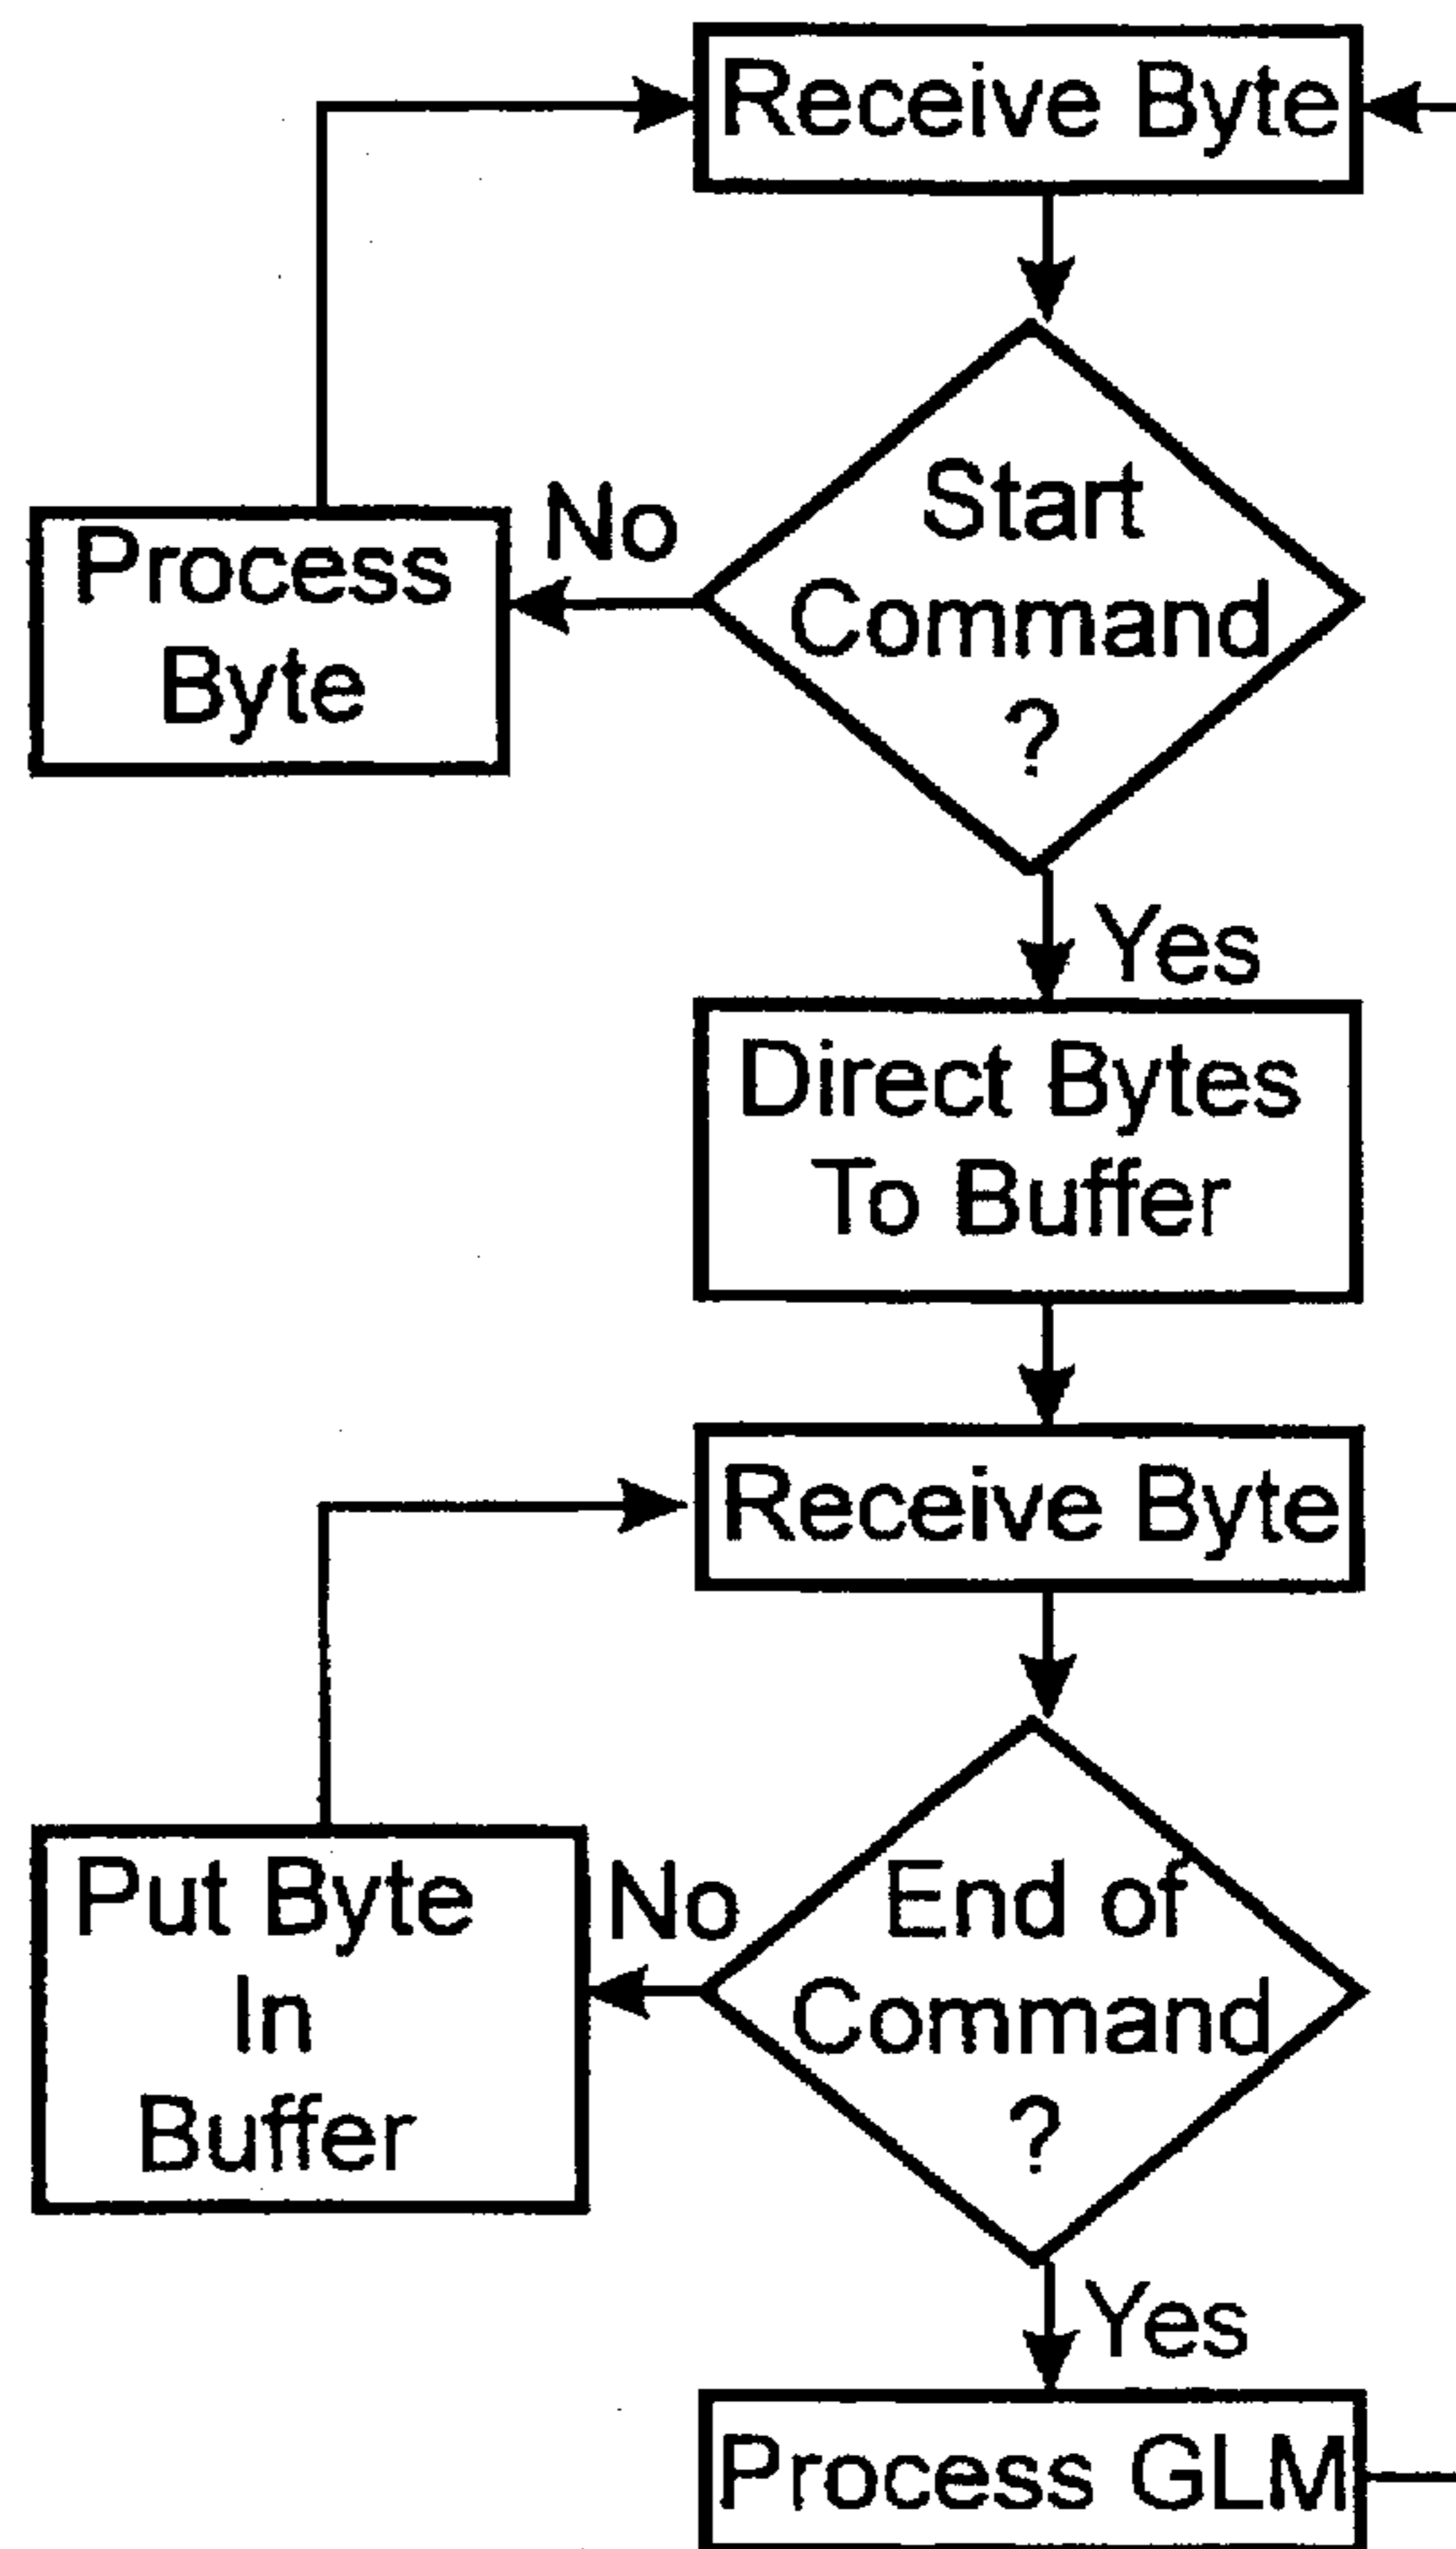 Receive Byte
Start
Command
?
No
Process
Byte
Yes
Direct Bytes
To Buffer
Receive Byte
End of
Command
?
No
Put Byte
In
Buffer
Yes
Process GLM